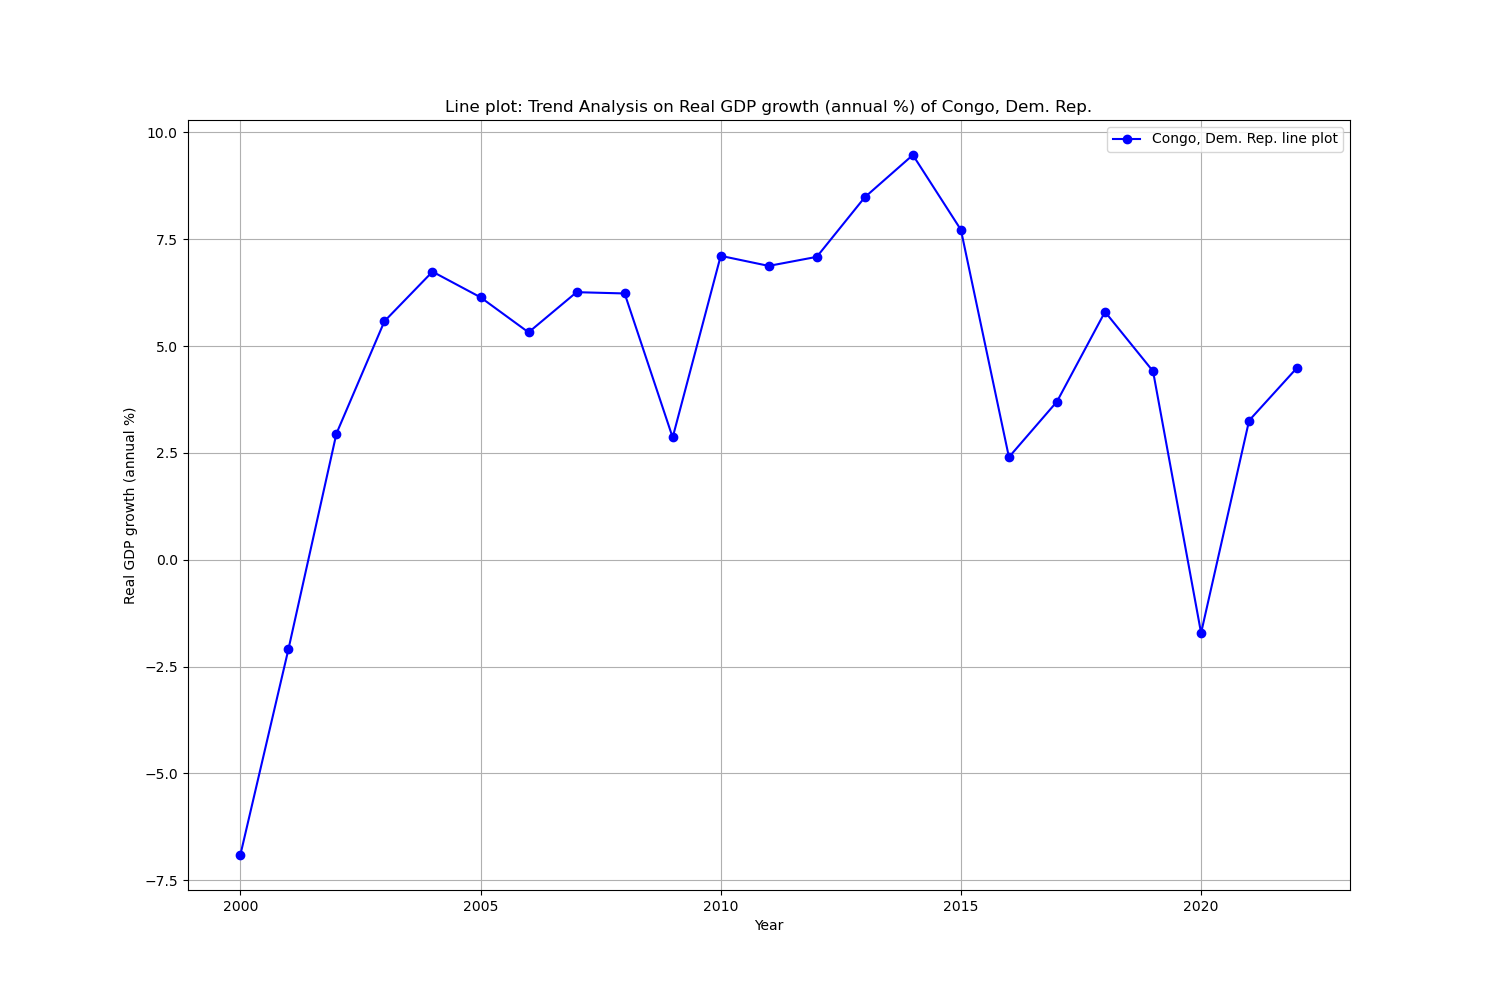 Line plot: Trend Analysis on Real GDP growth (annual %) of Congo, Dem. Rep.
Congo, Dem. Rep. line plot
Real GDP growth (annual %)
10.0
7.5
5.0
2.5
0.0
−2.5
−5.0
−7.5
2000 2005 2010 2015 2020
Year